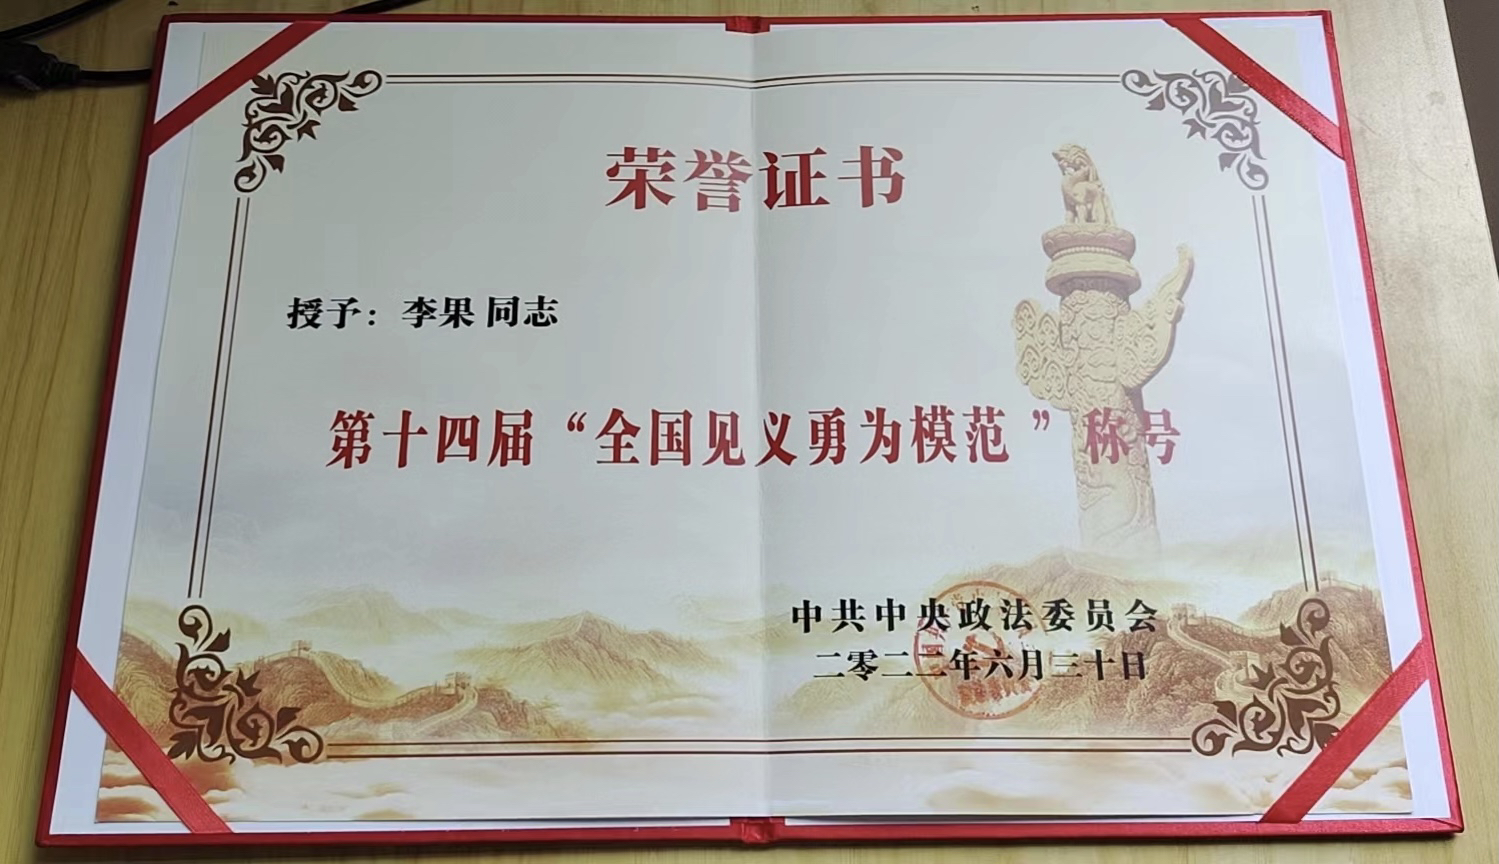 荣誉证书
授予：李果 同志
第十四届“全国见义勇为模范”称号
中共中央政法委员会
二零二二年六月三十日